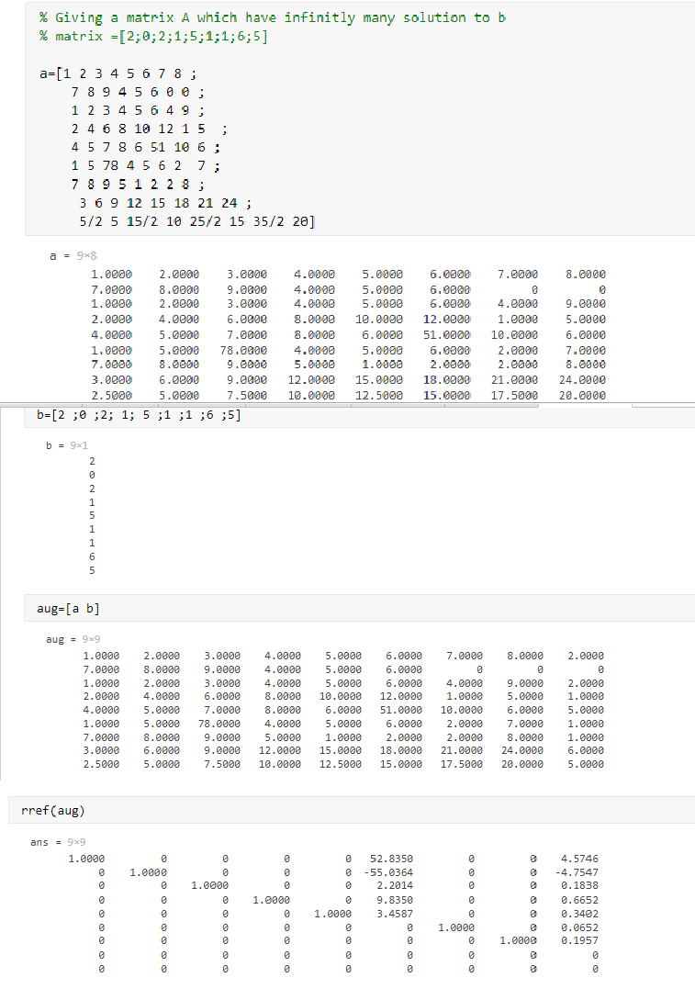 % Giving a matrix A which have infinitly many solution to b
% matrix =[2;0;2;1;5;1;1;6;5]
a=[1 2 3 4 5 6 7 8 ;
7 8 9 4 5 6 0 0 ;
1 2 3 4 5 6 4 9 ;
2 4 6 8 10 12 1 5 ;
4 5 7 8 6 51 10 6 ;
1 5 78 4 5 6 2 7 ;
7 8 9 5 1 2 2 8 ;
3 6 9 12 15 18 21 24 ;
5/2 5 15/2 10 25/2 15 35/2 20]
a = 9×8
1.0000 2.0000 3.0000 4.0000 5.0000 6.0000 7.0000 8.0000
7.0000 8.0000 9.0000 4.0000 5.0000 6.0000 0 0
1.0000 2.0000 3.0000 4.0000 5.0000 6.0000 4.0000 9.0000
2.0000 4.0000 6.0000 8.0000 10.0000 12.0000 1.0000 5.0000
4.0000 5.0000 7.0000 8.0000 6.0000 51.0000 10.0000 6.0000
1.0000 5.0000 78.0000 4.0000 5.0000 6.0000 2.0000 7.0000
7.0000 8.0000 9.0000 5.0000 1.0000 2.0000 2.0000 8.0000
3.0000 6.0000 9.0000 12.0000 15.0000 18.0000 21.0000 24.0000
2.5000 5.0000 7.5000 10.0000 12.5000 15.0000 17.5000 20.0000
b=[2 ;0 ;2; 1; 5 ;1 ;1 ;6 ;5]
b = 9×1
2
0
2
1
5
1
1
6
5
aug=[a b]
aug = 9×9
1.0000 2.0000 3.0000 4.0000 5.0000 6.0000 7.0000 8.0000 2.0000
7.0000 8.0000 9.0000 4.0000 5.0000 6.0000 0 0 0
1.0000 2.0000 3.0000 4.0000 5.0000 6.0000 4.0000 9.0000 2.0000
2.0000 4.0000 6.0000 8.0000 10.0000 12.0000 1.0000 5.0000 1.0000
4.0000 5.0000 7.0000 8.0000 6.0000 51.0000 10.0000 6.0000 5.0000
1.0000 5.0000 78.0000 4.0000 5.0000 6.0000 2.0000 7.0000 1.0000
7.0000 8.0000 9.0000 5.0000 1.0000 2.0000 2.0000 8.0000 1.0000
3.0000 6.0000 9.0000 12.0000 15.0000 18.0000 21.0000 24.0000 6.0000
2.5000 5.0000 7.5000 10.0000 12.5000 15.0000 17.5000 20.0000 5.0000
rref(aug)
ans = 9×9
1.0000 0 0 0 0 52.8350 0 0 4.5746
0 1.0000 0 0 0 -55.0364 0 0 -4.7547
0 0 1.0000 0 0 2.2014 0 0 0.1838
0 0 0 1.0000 0 9.8350 0 0 0.6652
0 0 0 0 1.0000 3.4587 0 0 0.3402
0 0 0 0 0 0 1.0000 0 0.0652
0 0 0 0 0 0 0 1.0000 0.1957
0 0 0 0 0 0 0 0 0
0 0 0 0 0 0 0 0 0